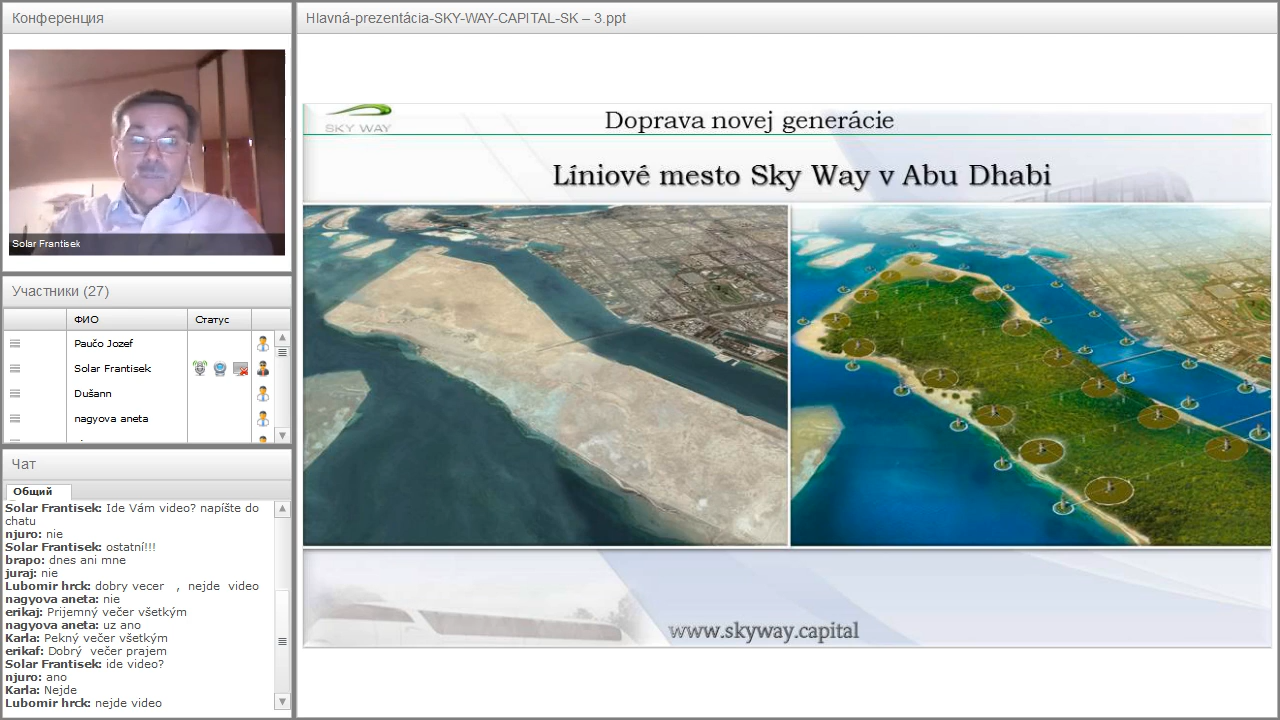 Конференция
Solar Frantisek
Участники (27)
ФИО
Статус
Paučo Jozef
Solar Frantisek
Dušann
nagyova aneta
Чат
Общий
Solar Frantisek: Ide Vám video? napíšte do
chatu
njuro: nie
Solar Frantisek: ostatní!!!
brapo: dnes ani mne
juraj: nie
Lubomir hrck: dobry vecer , nejde video
nagyova aneta: nie
erikaj: Prijemný večer všetkým
nagyova aneta: uz ano
Karla: Pekný večer všetkým
erikaf: Dobrý večer prajem
Solar Frantisek: ide video?
njuro: ano
Karla: Nejde
Lubomir hrck: nejde video
Hlavná-prezentácia-SKY-WAY-CAPITAL-SK – 3.ppt
SKY WAY
Doprava novej generácie
Líniové mesto Sky Way v Abu Dhabi
www.skyway.capital